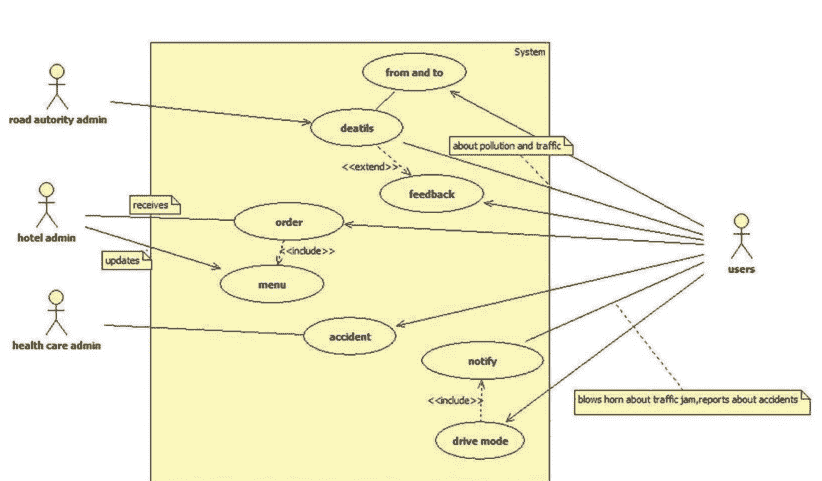 System
from and to
road autority admin
deatils
about pollution and traffic
<<extend>>
feedback
receives
hotel admin
order
updates
<<include>>
menu
users
health care admin
accident
notify
blows horn about traffic jam,reports about accidents
<<include>>
drive mode